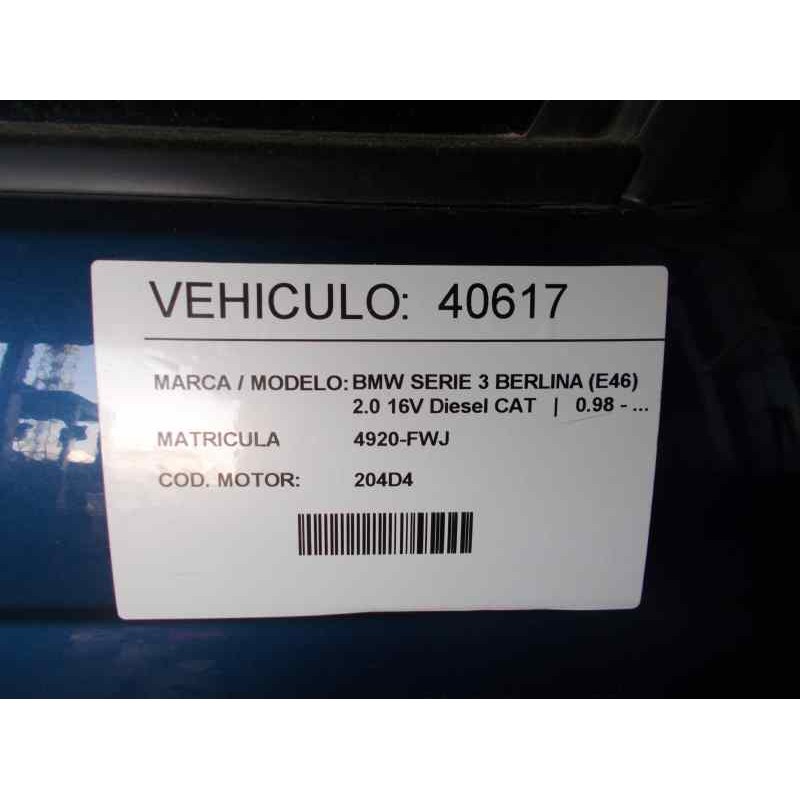 VEHICULO: 40617
MARCA / MODELO: BMW SERIE 3 BERLINA (E46)
2.0 16V Diesel CAT | 0.98 - ...
MATRICULA 4920-FWJ
COD. MOTOR: 204D4